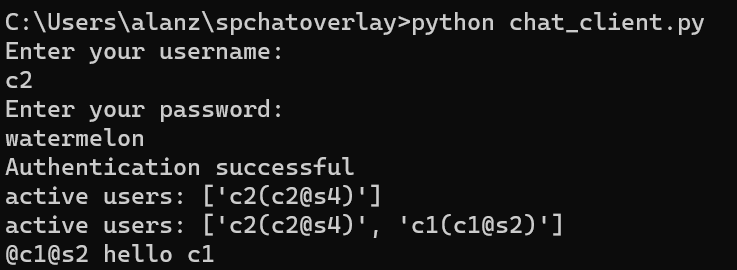 C:\Users\alanz\spchatoverlay>python chat_client.py
Enter your username:
c2
Enter your password:
watermelon
Authentication successful
active users: ['c2(c2@s4)']
active users: ['c2(c2@s4)', 'c1(c1@s2)']
@c1@s2 hello c1